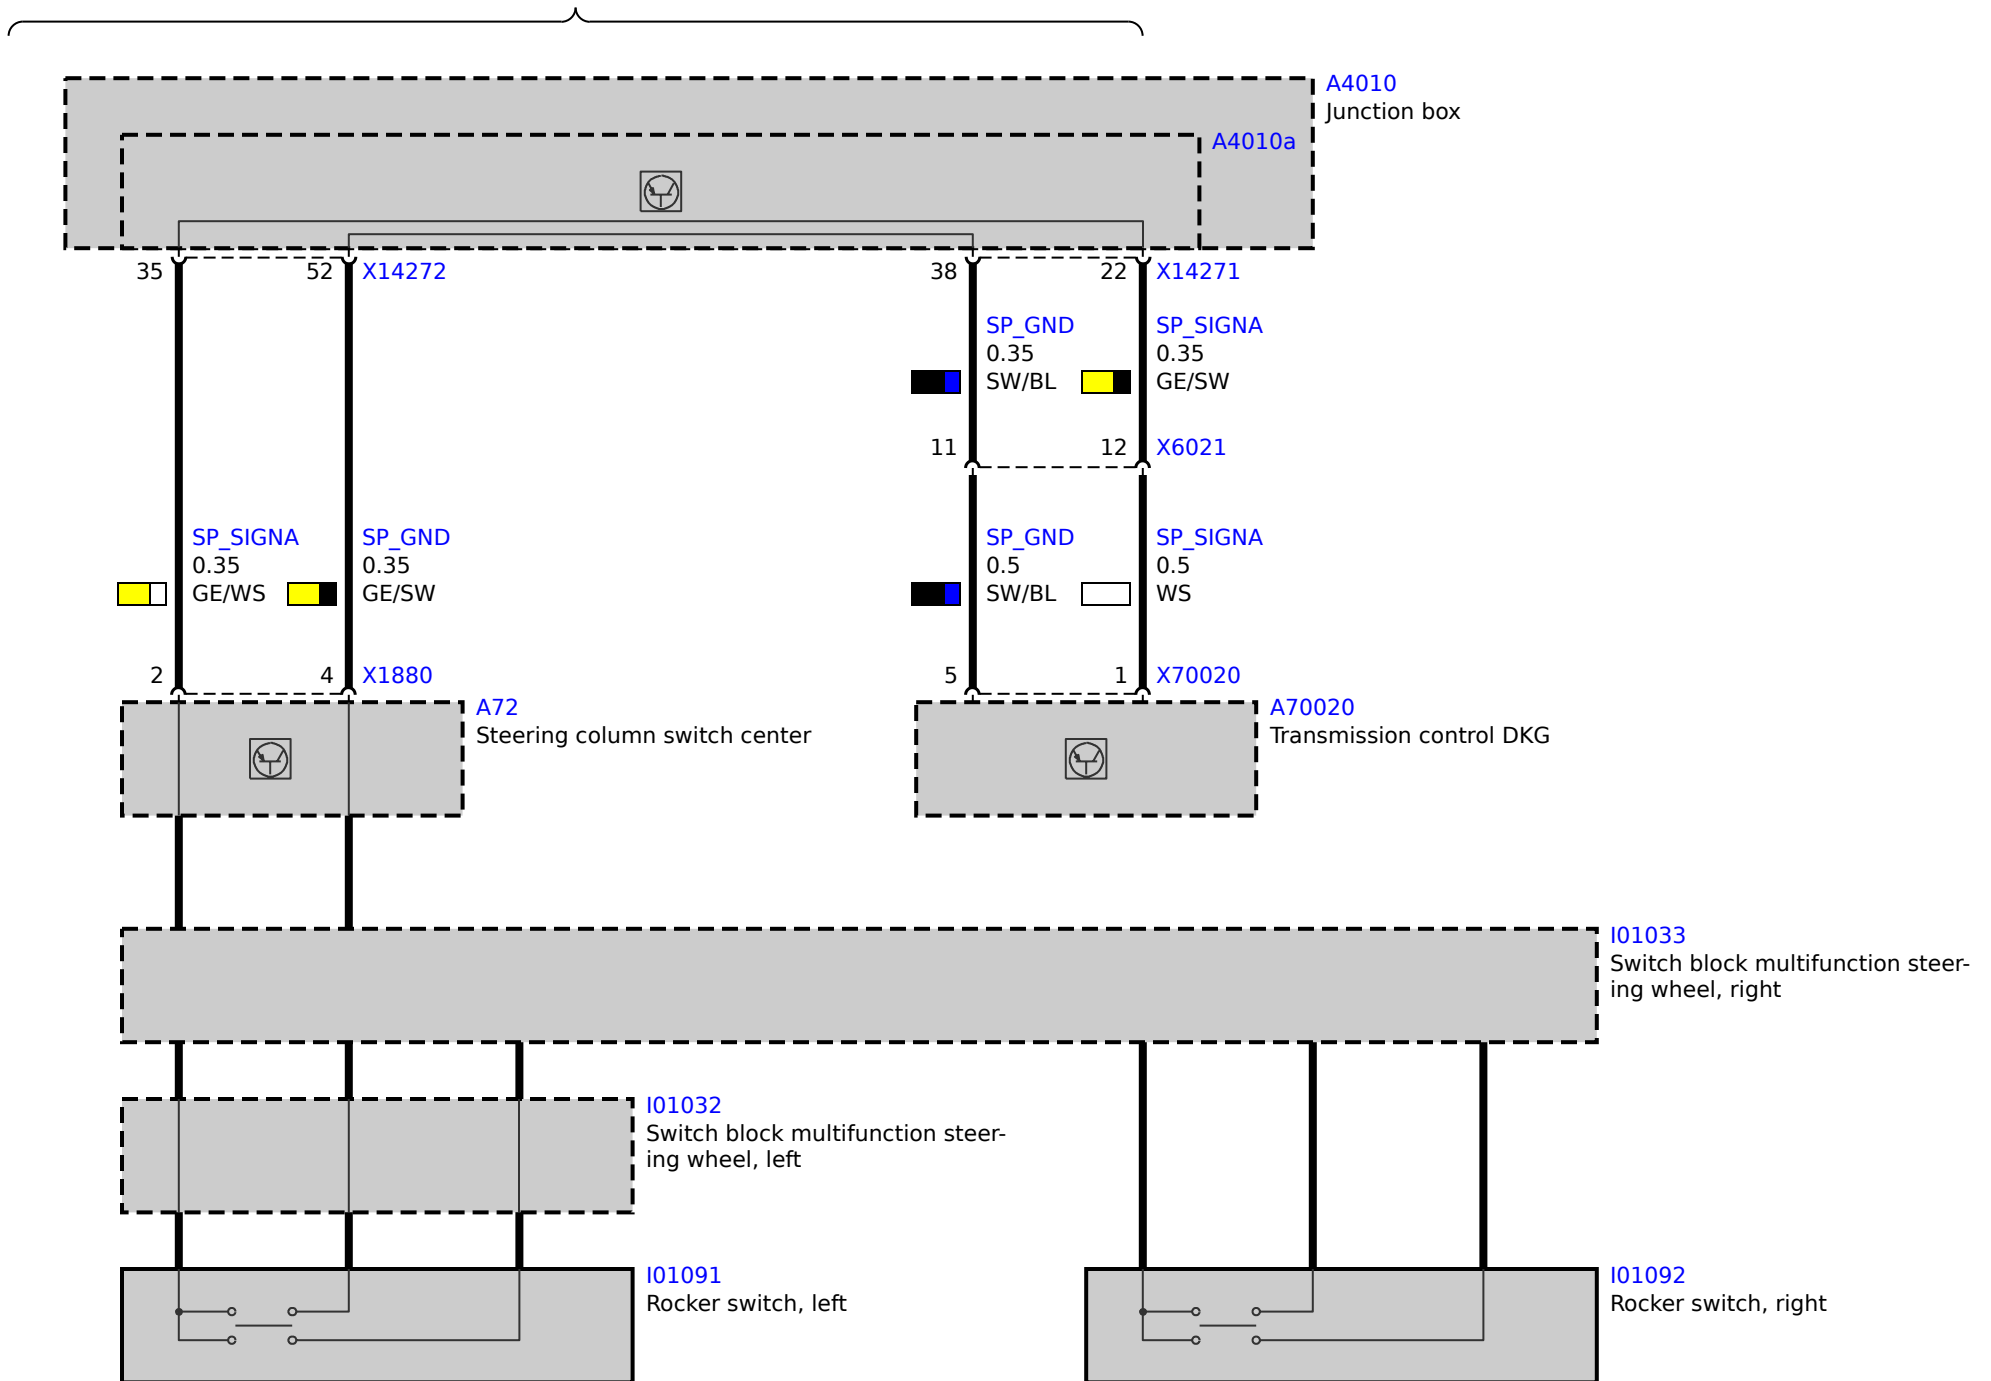 A4010
Junction box
A4010a
35
52
X14272
38
22
X14271
SP_GND
0.35
SW/BL
SP_SIGNA
0.35
GE/SW
11
12
X6021
SP_SIGNA
0.35
GE/WS
SP_GND
0.35
GE/SW
SP_GND
0.5
SW/BL
SP_SIGNA
0.5
WS
2
4
X1880
5
1
X70020
A72
Steering column switch center
A70020
Transmission control DKG
I01033
Switch block multifunction steer-
ing wheel, right
I01032
Switch block multifunction steer-
ing wheel, left
I01091
Rocker switch, left
I01092
Rocker switch, right